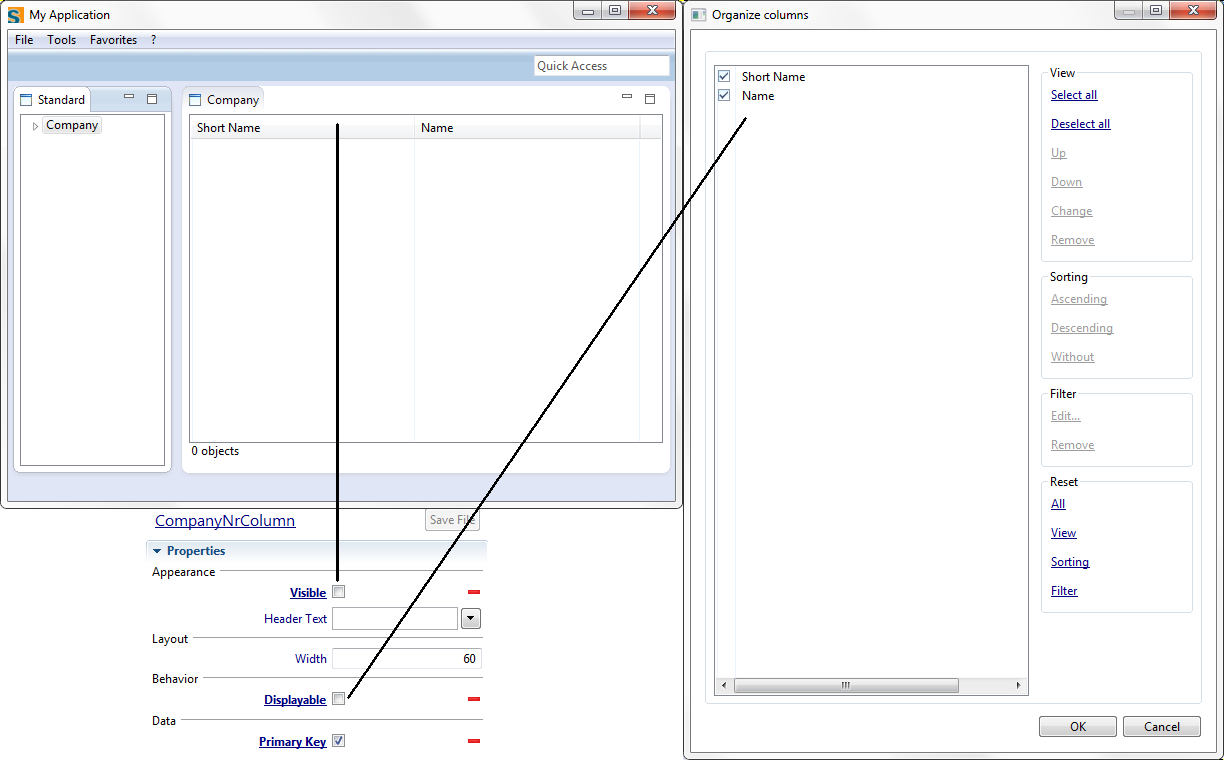 My Application
File Tools Favorites ?
Quick Access
Standard
Company
Company
Short Name Name
0 objects
CompanyNrColumn
Save File
Properties
Appearance
Visible
Header Text
Layout
Width 60
Behavior
Displayable
Data
Primary Key
Organize columns
Short Name
Name
View
Select all
Deselect all
Up
Down
Change
Remove
Sorting
Ascending
Descending
Without
Filter
Edit...
Remove
Reset
All
View
Sorting
Filter
OK Cancel